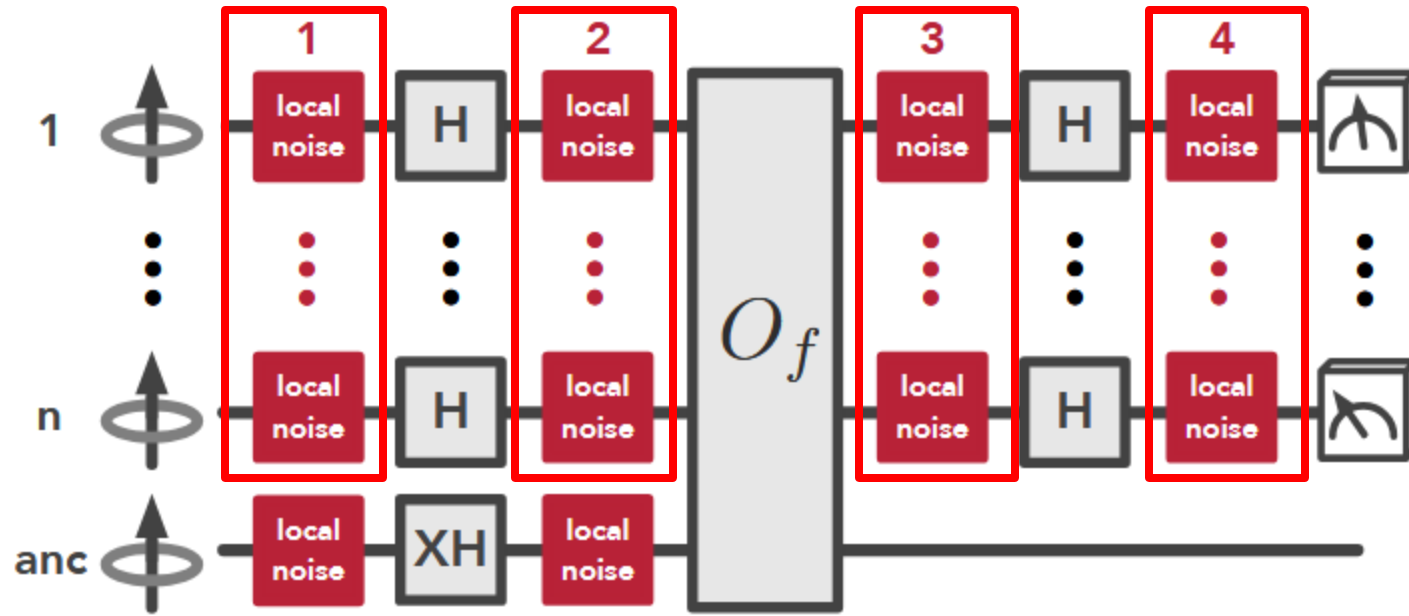 1 2 3 4
1 local noise H local noise local noise H local noise
O_f
n local noise H local noise local noise H local noise
anc local noise XH local noise